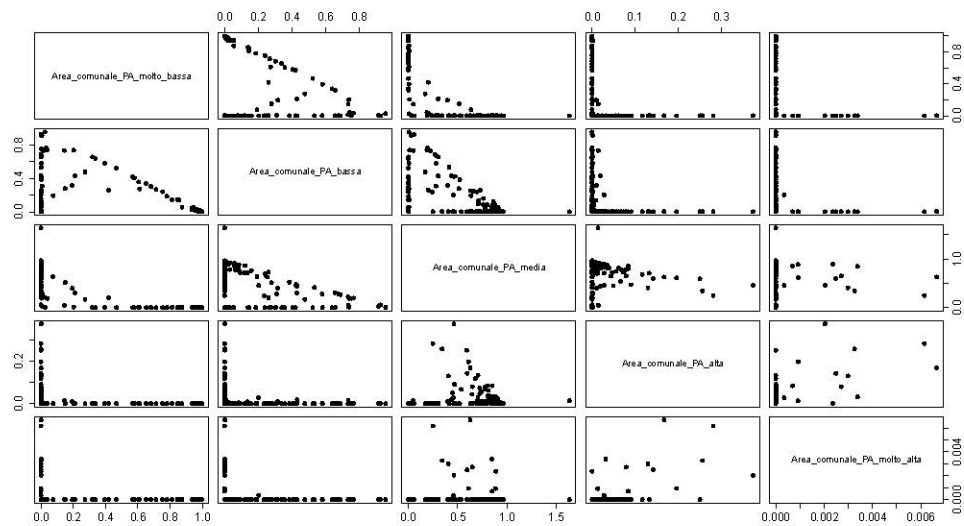 0.0 0.2 0.4 0.6 0.8 0.0 0.1 0.2 0.3
Area_comunale_PA_molto_bassa
0.0 0.4 0.8
0.0 0.4 0.8
Area_comunale_PA_bassa
Area_comunale_PA_media
0.0 1.0
0.0 0.2
Area_comunale_PA_alta
Area_comunale_PA_molto_alta
0.000 0.004
0.0 0.2 0.4 0.6 0.8 1.0 0.0 0.5 1.0 1.5 0.000 0.002 0.004 0.006